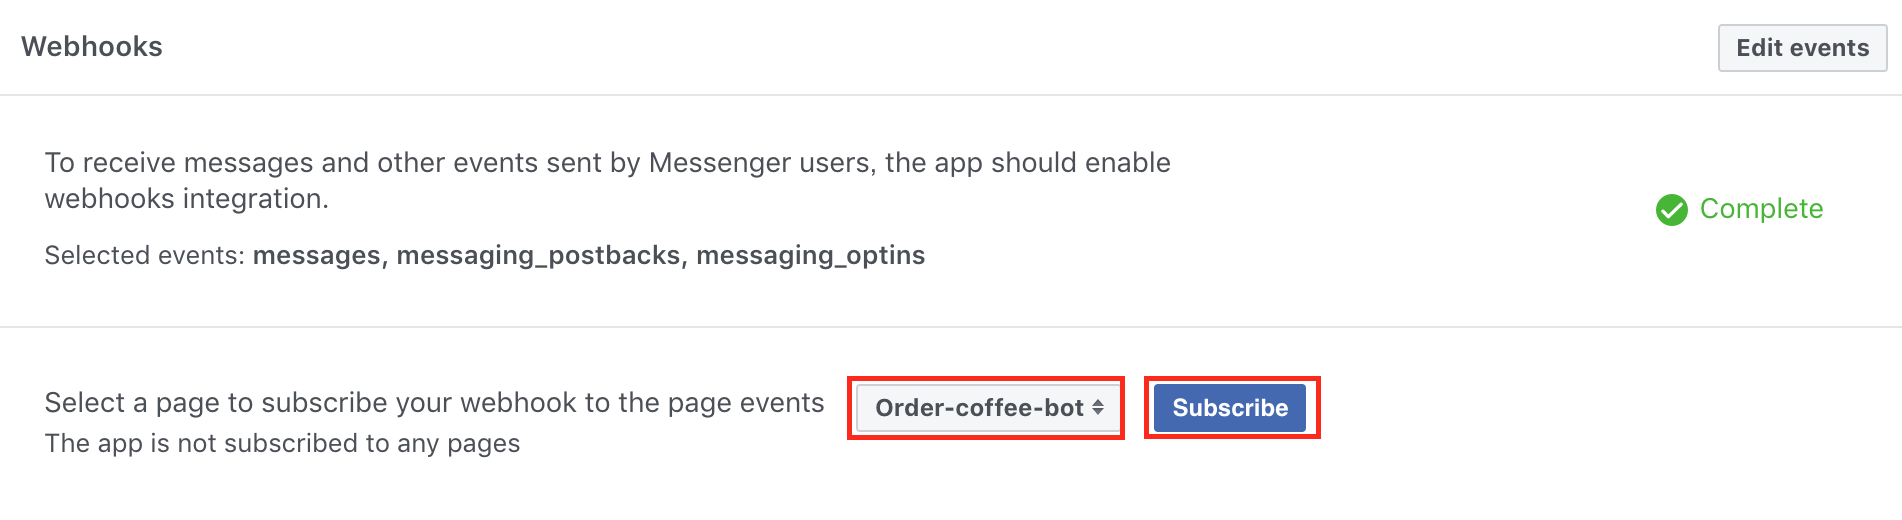 Webhooks
Edit events
To receive messages and other events sent by Messenger users, the app should enable
webhooks integration.
Complete
Selected events: messages, messaging_postbacks, messaging_optins
Select a page to subscribe your webhook to the page events
Order-coffee-bot
Subscribe
The app is not subscribed to any pages